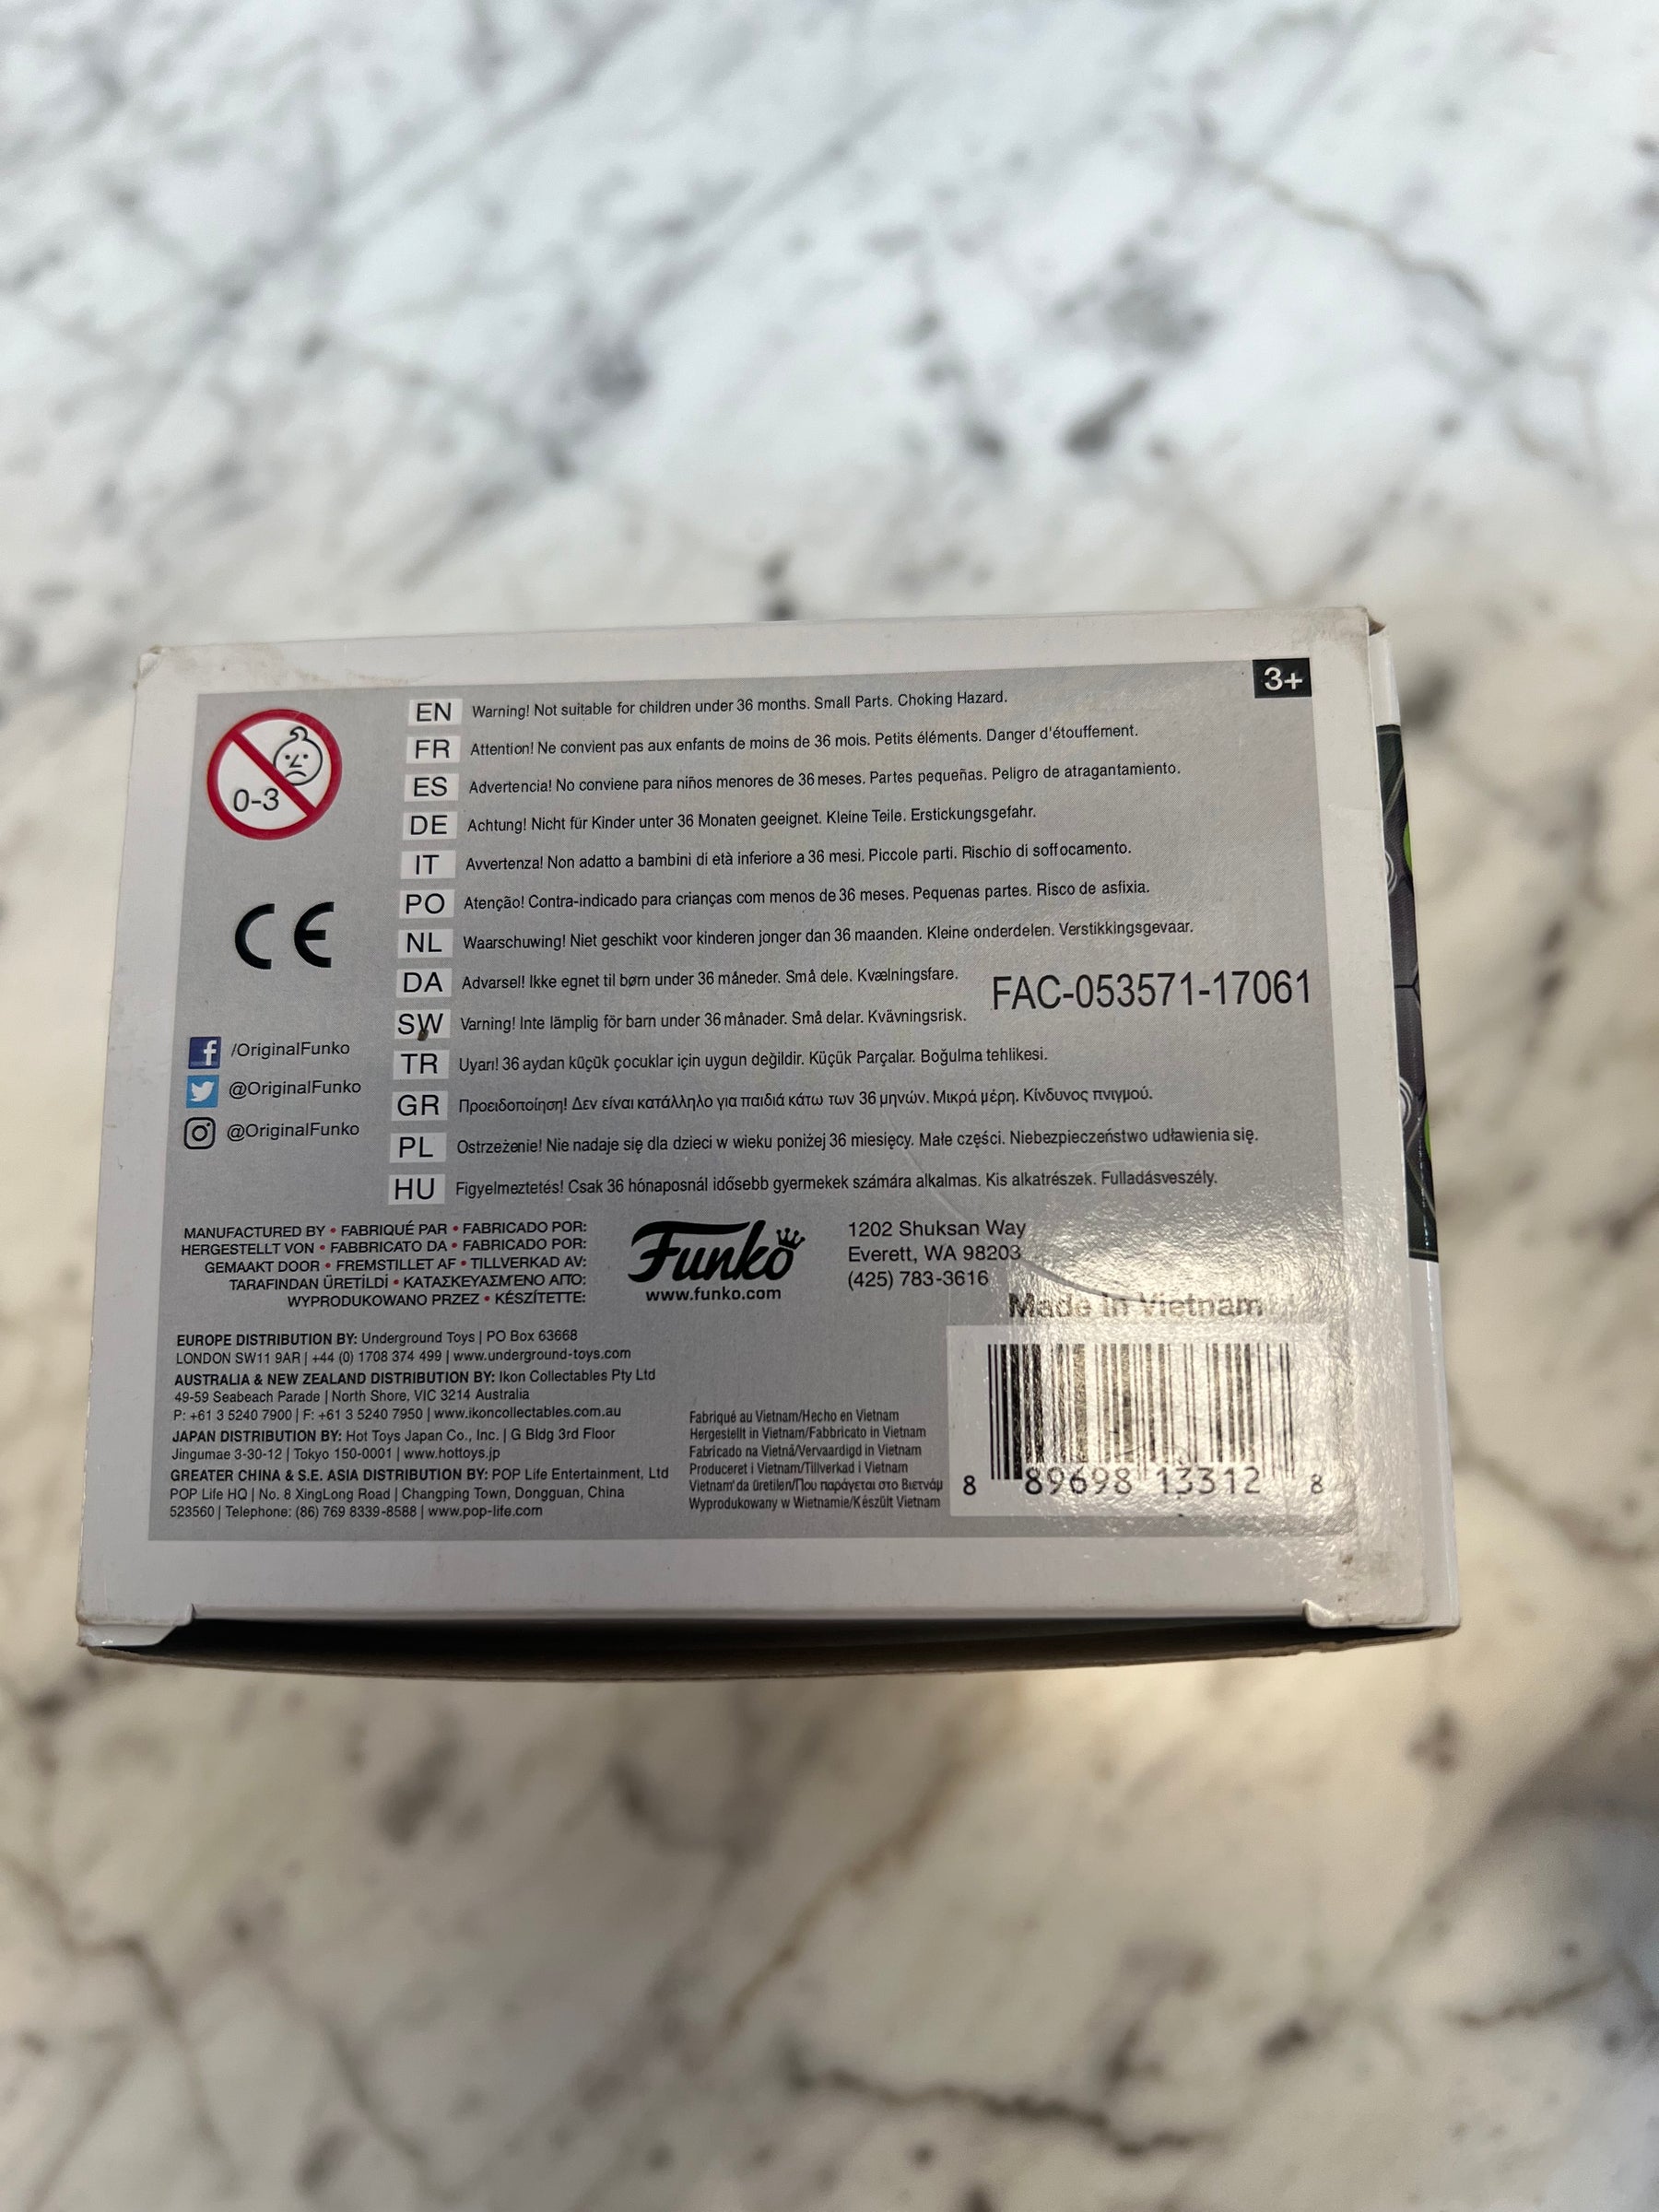 3+
0-3
EN Warning! Not suitable for children under 36 months. Small Parts. Choking Hazard.
FR Attention! Ne convient pas aux enfants de moins de 36 mois. Petits éléments. Danger d'étouffement.
ES Advertencia! No conviene para niños menores de 36 meses. Partes pequeñas. Peligro de atragantamiento.
DE Achtung! Nicht für Kinder unter 36 Monaten geeignet. Kleine Teile. Erstickungsgefahr.
IT Avvertenza! Non adatto a bambini di età inferiore a 36 mesi. Piccole parti. Rischio di soffocamento.
PO Atenção! Contra-indicado para crianças com menos de 36 meses. Pequenas partes. Risco de asfixia.
NL Waarschuwing! Niet geschikt voor kinderen jonger dan 36 maanden. Kleine onderdelen. Verstikkingsgevaar.
DA Advarsel! Ikke egnet til børn under 36 måneder. Små dele. Kvælningsfare.
SW Varning! Inte lämplig för barn under 36 månader. Små delar. Kvävningsrisk.
TR Uyarı! 36 aydan küçük çocuklar için uygun değildir. Küçük Parçalar. Boğulma tehlikesi.
GR Προειδοποίηση! Δεν είναι κατάλληλο για παιδιά κάτω των 36 μηνών. Μικρά μέρη. Κίνδυνος πνιγμού.
PL Ostrzeżenie! Nie nadaje się dla dzieci w wieku poniżej 36 miesięcy. Małe części. Niebezpieczeństwo udławienia się.
HU Figyelmeztetés! Csak 36 hónaposnál idősebb gyermekek számára alkalmas. Kis alkatrészek. Fulladásveszély.
CE
FAC-053571-17061
/OriginalFunko
@OriginalFunko
@OriginalFunko
MANUFACTURED BY • FABRIQUÉ PAR • FABRICADO POR:
HERGESTELLT VON • FABBRICATO DA • FABRICADO POR:
GEMAAKT DOOR • FREMSTILLET AF • TILLVERKAD AV:
TARAFINDAN ÜRETİLDİ • ΚΑΤΑΣΚΕΥΑΣΜΈΝΟ ΑΠΌ:
WYPRODUKOWANO PRZEZ • KÉSZÍTETTE:
Funko
www.funko.com
1202 Shuksan Way
Everett, WA 98203
(425) 783-3616
Made in Vietnam
EUROPE DISTRIBUTION BY: Underground Toys | PO Box 63668
LONDON SW11 9AR | +44 (0) 1708 374 499 | www.underground-toys.com
AUSTRALIA & NEW ZEALAND DISTRIBUTION BY: Ikon Collectables Pty Ltd
49-59 Seabeach Parade | North Shore, VIC 3214 Australia
P: +61 3 5240 7900 | F: +61 3 5240 7950 | www.ikoncollectables.com.au
JAPAN DISTRIBUTION BY: Hot Toys Japan Co., Inc. | G Bldg 3rd Floor
Jingumae 3-30-12 | Tokyo 150-0001 | www.hottoys.jp
GREATER CHINA & S.E. ASIA DISTRIBUTION BY: POP Life Entertainment, Ltd
POP Life HQ | No. 8 XingLong Road | Changping Town, Dongguan, China
523560 | Telephone: (86) 769 8339-8588 | www.pop-life.com
Fabriqué au Vietnam/Hecho en Vietnam
Hergestellt in Vietnam/Fabbricato in Vietnam
Fabricado na Vietnã/Vervaardigd in Vietnam
Produceret i Vietnam/Tillverkad i Vietnam
Vietnam'da üretilen/Που παράγεται στο Βιετνάμ
Wyprodukowany w Wietnamie/Készült Vietnam
8 89698 13312 8